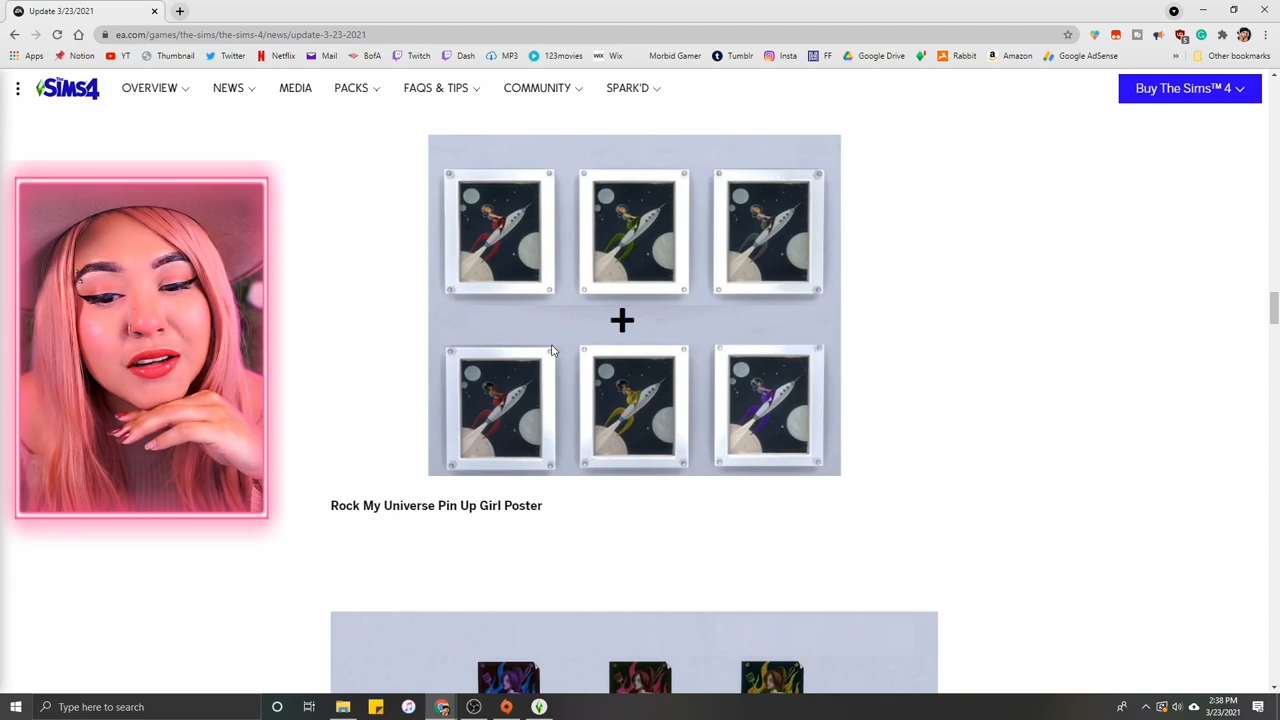 Update 3/23/2021
ea.com/games/the-sims/the-sims-4/news/update-3-23-2021
Apps YT Thumbnail Twitter Netflix Mail BofA Twitch Dash MP3 123movies WIX Wix Morbid Gamer Tumblr Insta FF Google Drive Rabbit Amazon Google AdSense » Other bookmarks
The SiMS4 OVERVIEW NEWS MEDIA PACKS FAQS & TIPS COMMUNITY SPARK'D Buy The Sims™ 4
+
Rock My Universe Pin Up Girl Poster
Type here to search
2:38 PM
3/23/2021